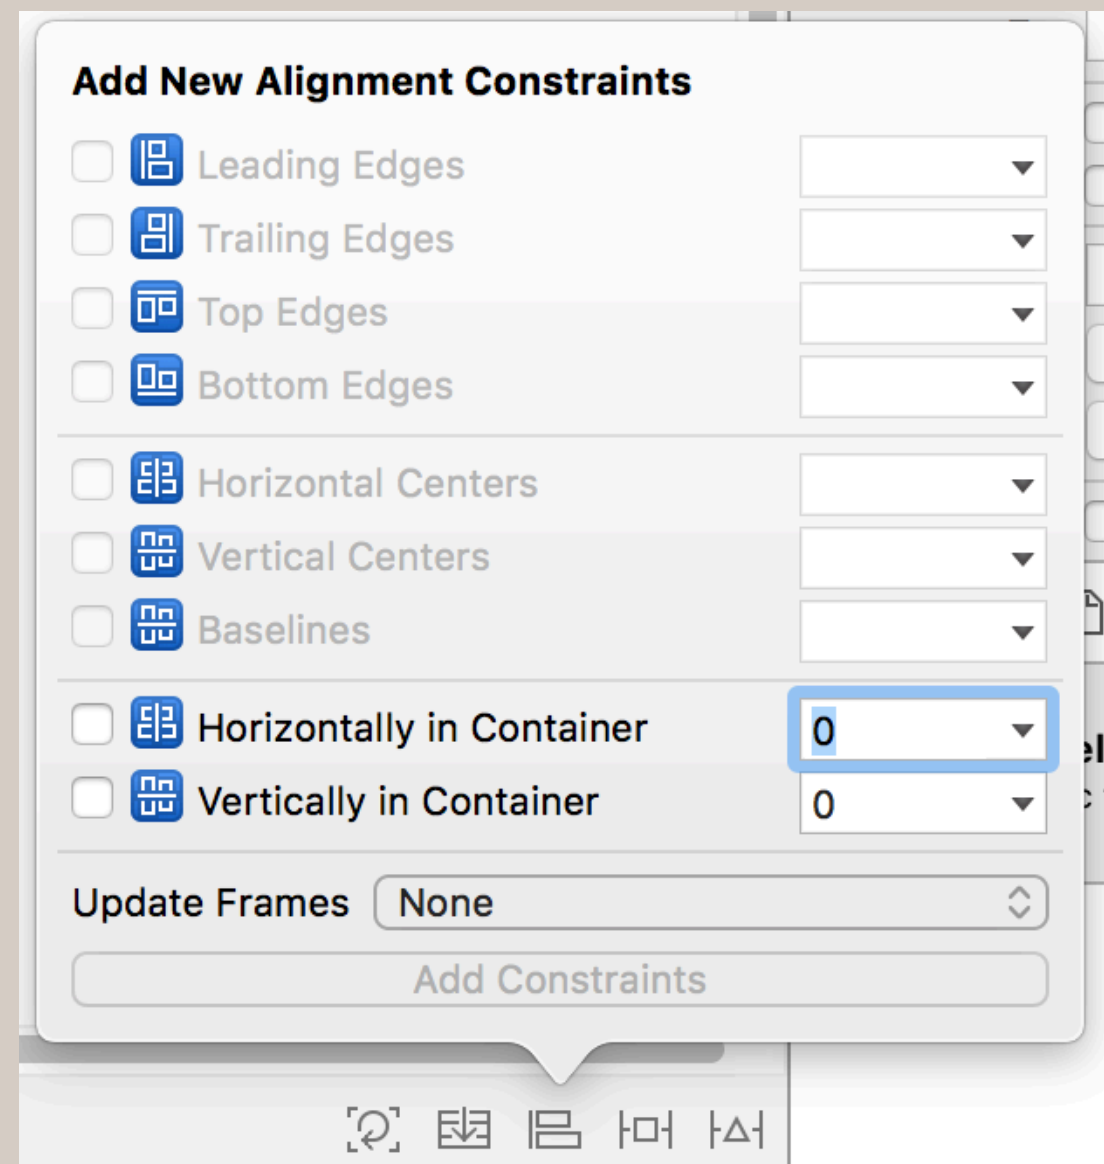 Add New Alignment Constraints
Leading Edges
Trailing Edges
Top Edges
Bottom Edges
Horizontal Centers
Vertical Centers
Baselines
Horizontally in Container 0
Vertically in Container 0
Update Frames None
Add Constraints